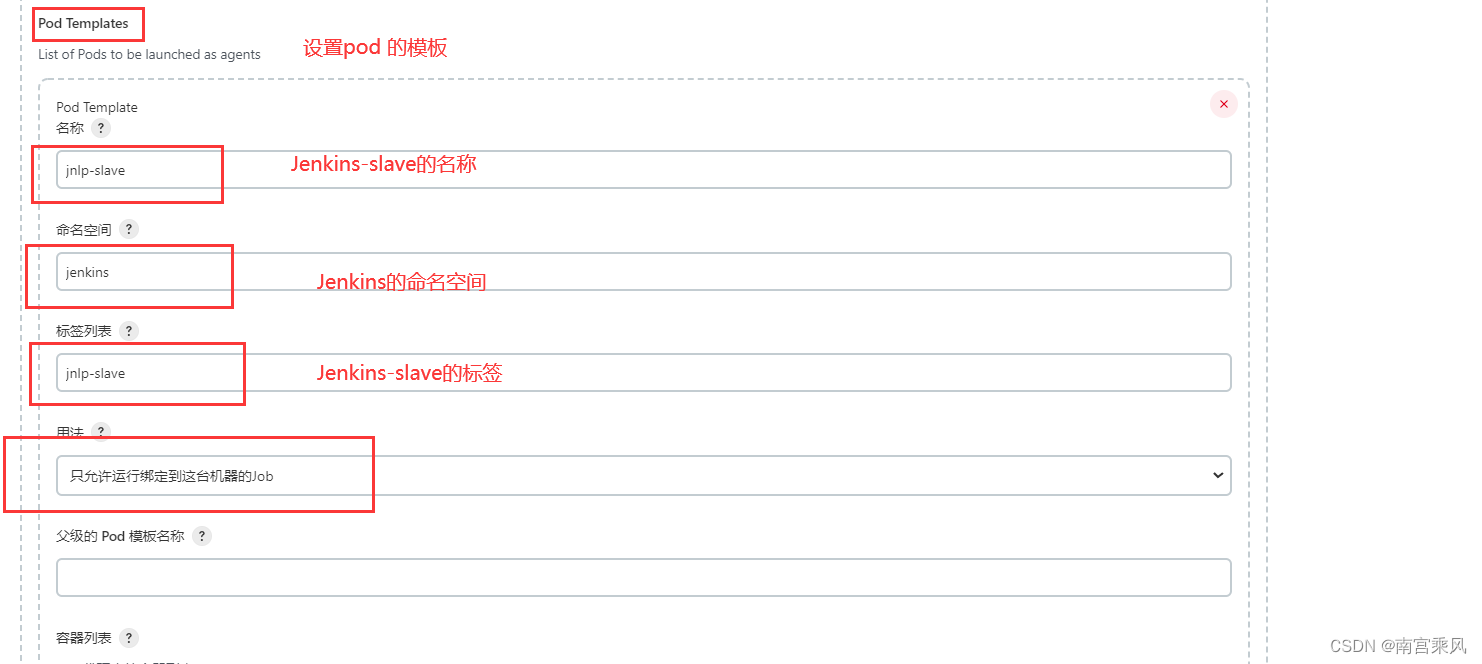 Pod Templates
List of Pods to be launched as agents
设置pod 的模板
Pod Template
名称 ?
jnlp-slave
Jenkins-slave的名称
命名空间 ?
jenkins
Jenkins的命名空间
标签列表 ?
jnlp-slave
Jenkins-slave的标签
用法 ?
只允许运行绑定到这台机器的Job
父级的 Pod 模板名称 ?
容器列表 ?
CSDN @南宫乘风